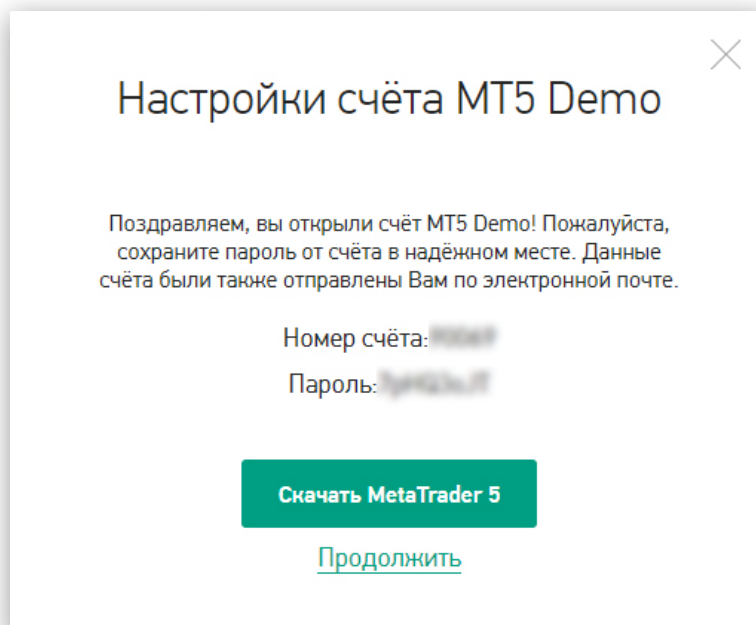 Настройки счёта MT5 Demo
Поздравляем, вы открыли счёт MT5 Demo! Пожалуйста,
сохраните пароль от счёта в надёжном месте. Данные
счёта были также отправлены Вам по электронной почте.
Номер счёта:
Пароль:
Скачать MetaTrader 5
Продолжить